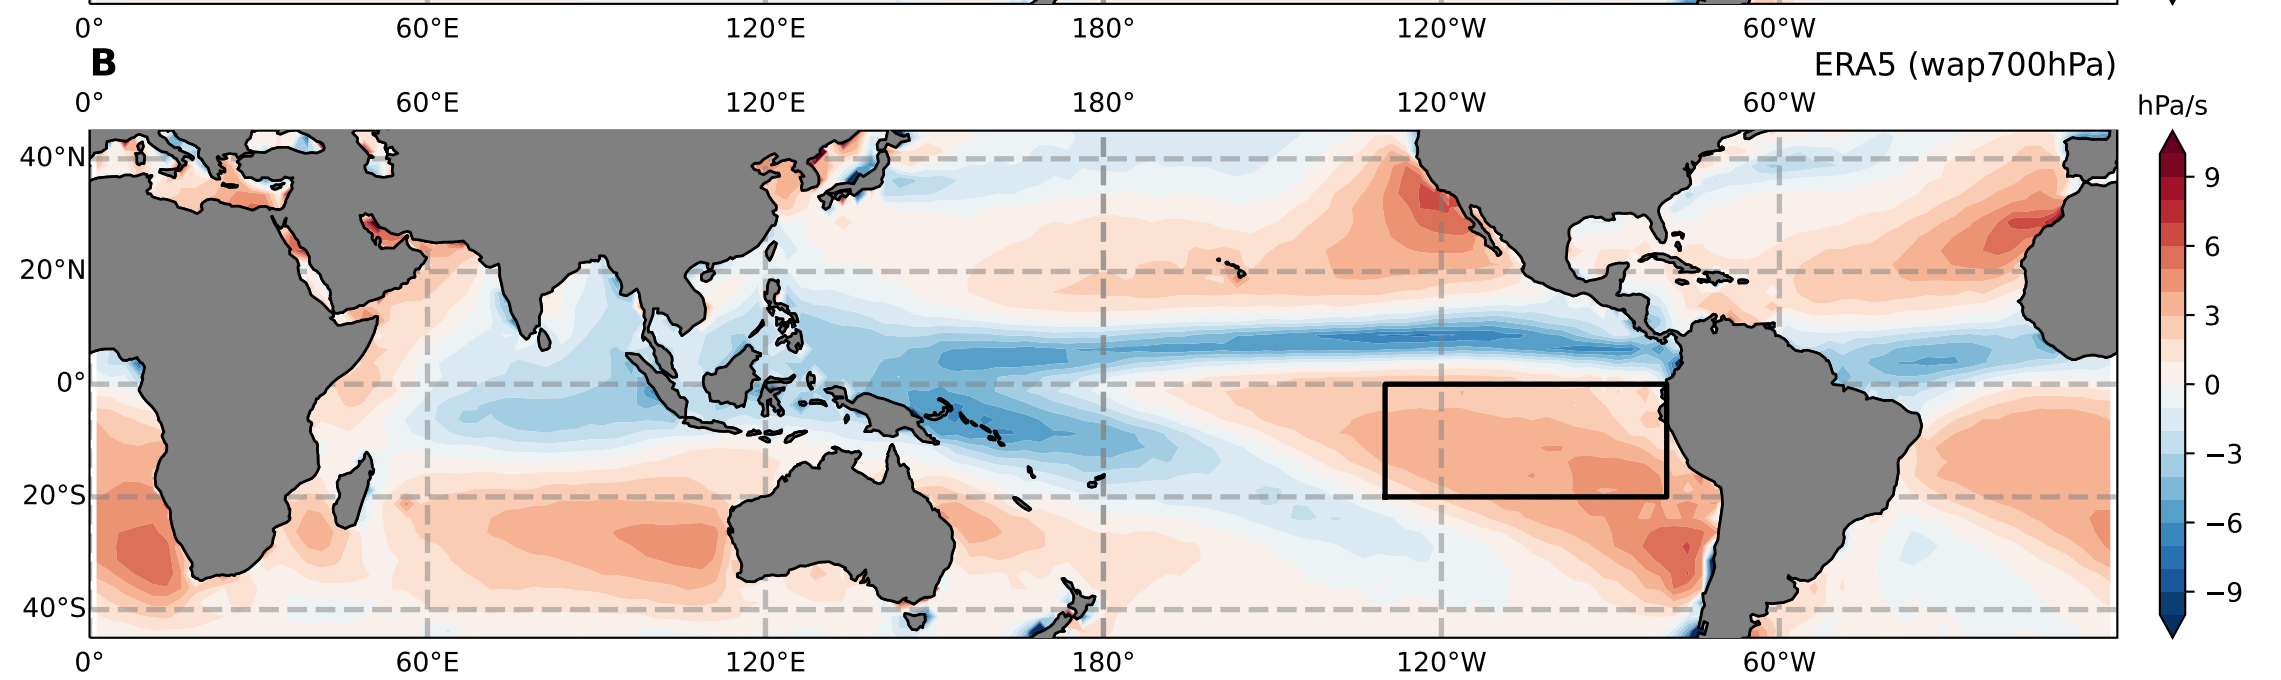 0° 60°E 120°E 180° 120°W 60°W
B ERA5 (wap700hPa)
0° 60°E 120°E 180° 120°W 60°W hPa/s
40°N
20°N
0°
20°S
40°S
9
6
3
0
−3
−6
−9
0° 60°E 120°E 180° 120°W 60°W